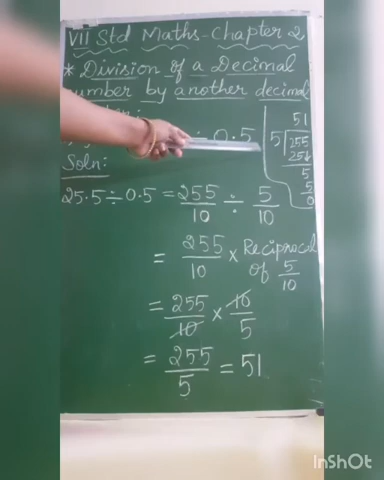 VII Std Maths-Chapter 2
* Division of a Decimal
number by another decimal
÷ 0.5
Soln:
25.5 ÷ 0.5 = 255/10 ÷ 5/10
= 255/10 × Reciprocal of 5/10
= 255/10 × 10/5
= 255/5 = 51
51
5 255
25↓
5
5
0
InShOt